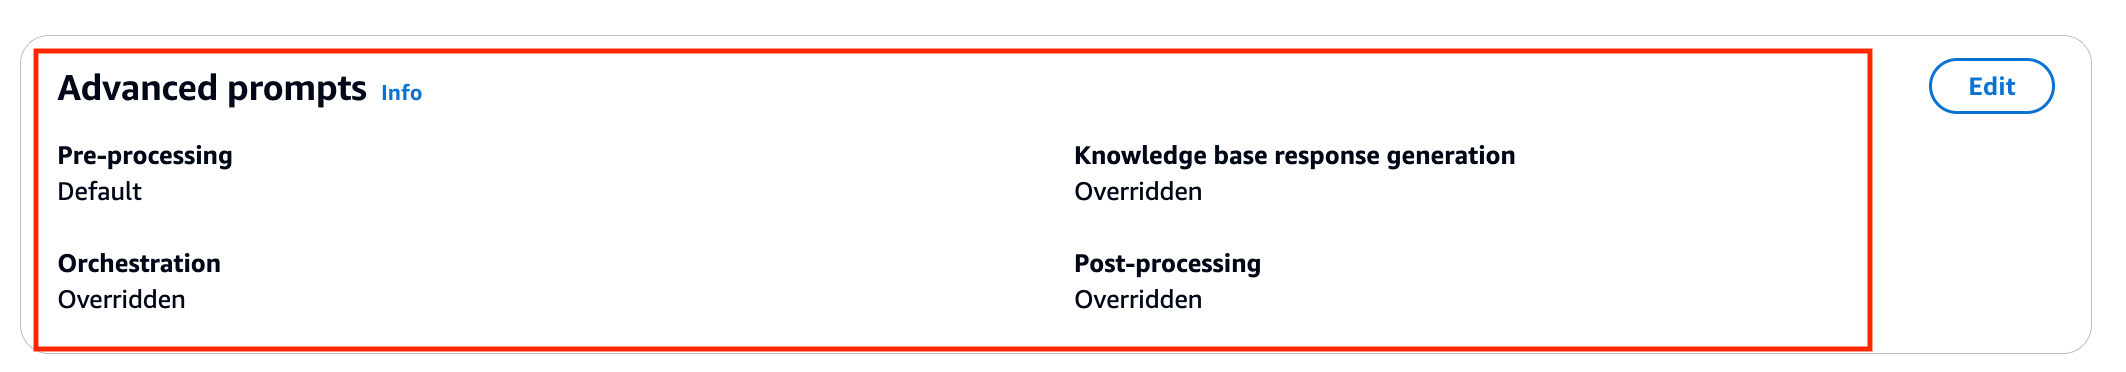 Advanced prompts Info
Edit
Pre-processing
Default
Knowledge base response generation
Overridden
Orchestration
Overridden
Post-processing
Overridden